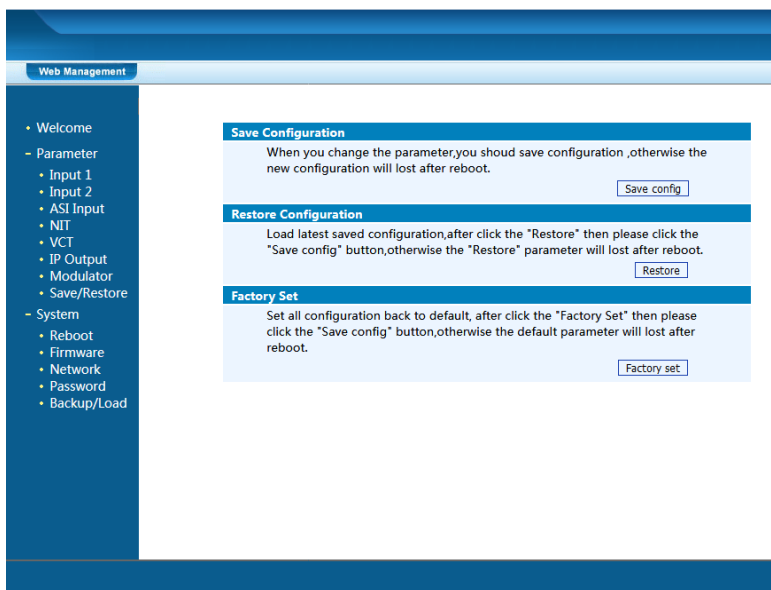 Web Management
Welcome
Parameter
Input 1
Input 2
ASI Input
NIT
VCT
IP Output
Modulator
Save/Restore
System
Reboot
Firmware
Network
Password
Backup/Load
Save Configuration
When you change the parameter,you shoud save configuration ,otherwise the
new configuration will lost after reboot.
Save config
Restore Configuration
Load latest saved configuration,after click the "Restore" then please click the
"Save config" button,otherwise the "Restore" parameter will lost after reboot.
Restore
Factory Set
Set all configuration back to default, after click the "Factory Set" then please
click the "Save config" button,otherwise the default parameter will lost after
reboot.
Factory set